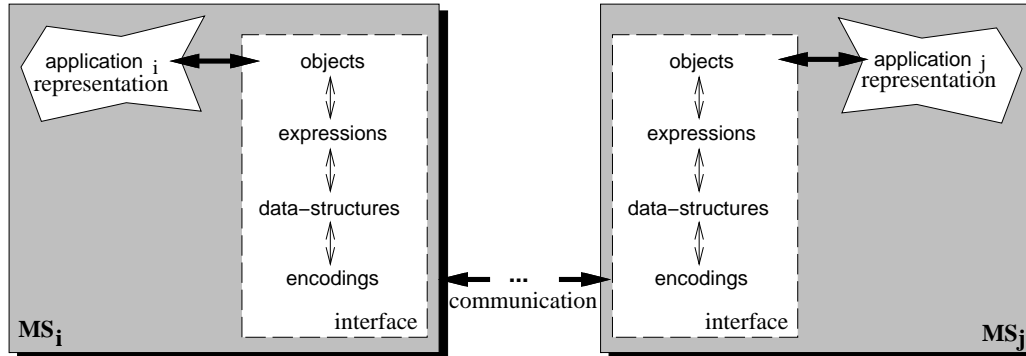 application i
representation
objects
expressions
data-structures
encodings
interface
MSi
...
communication
objects
expressions
data-structures
encodings
interface
application j
representation
MSj